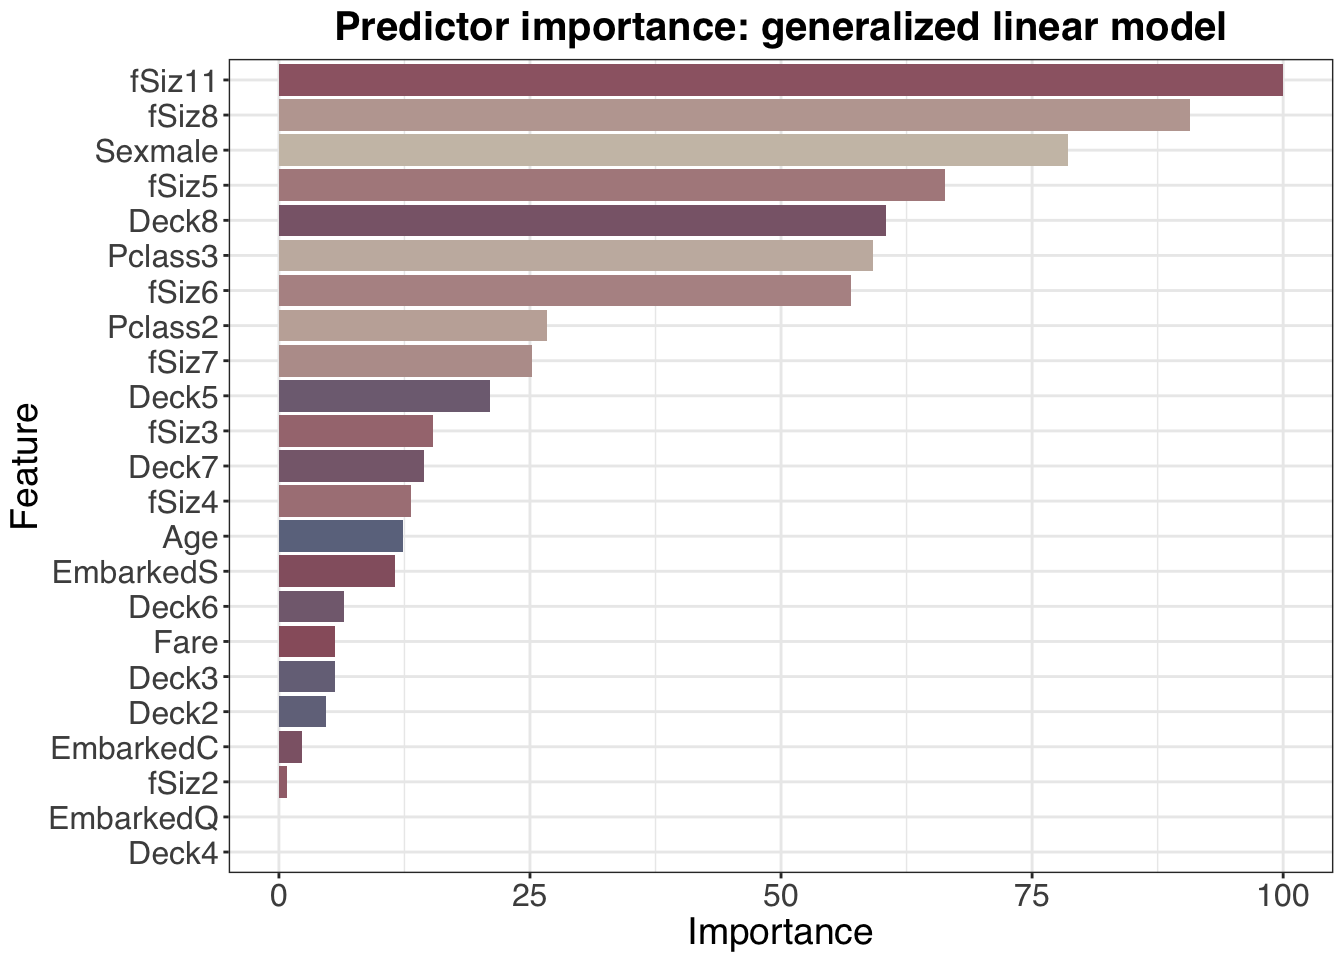 Predictor importance: generalized linear model
fSiz11
fSiz8
Sexmale
fSiz5
Deck8
Pclass3
fSiz6
Pclass2
fSiz7
Deck5
fSiz3
Deck7
fSiz4
Age
EmbarkedS
Deck6
Fare
Deck3
Deck2
EmbarkedC
fSiz2
EmbarkedQ
Deck4
Feature
0 25 50 75 100
Importance